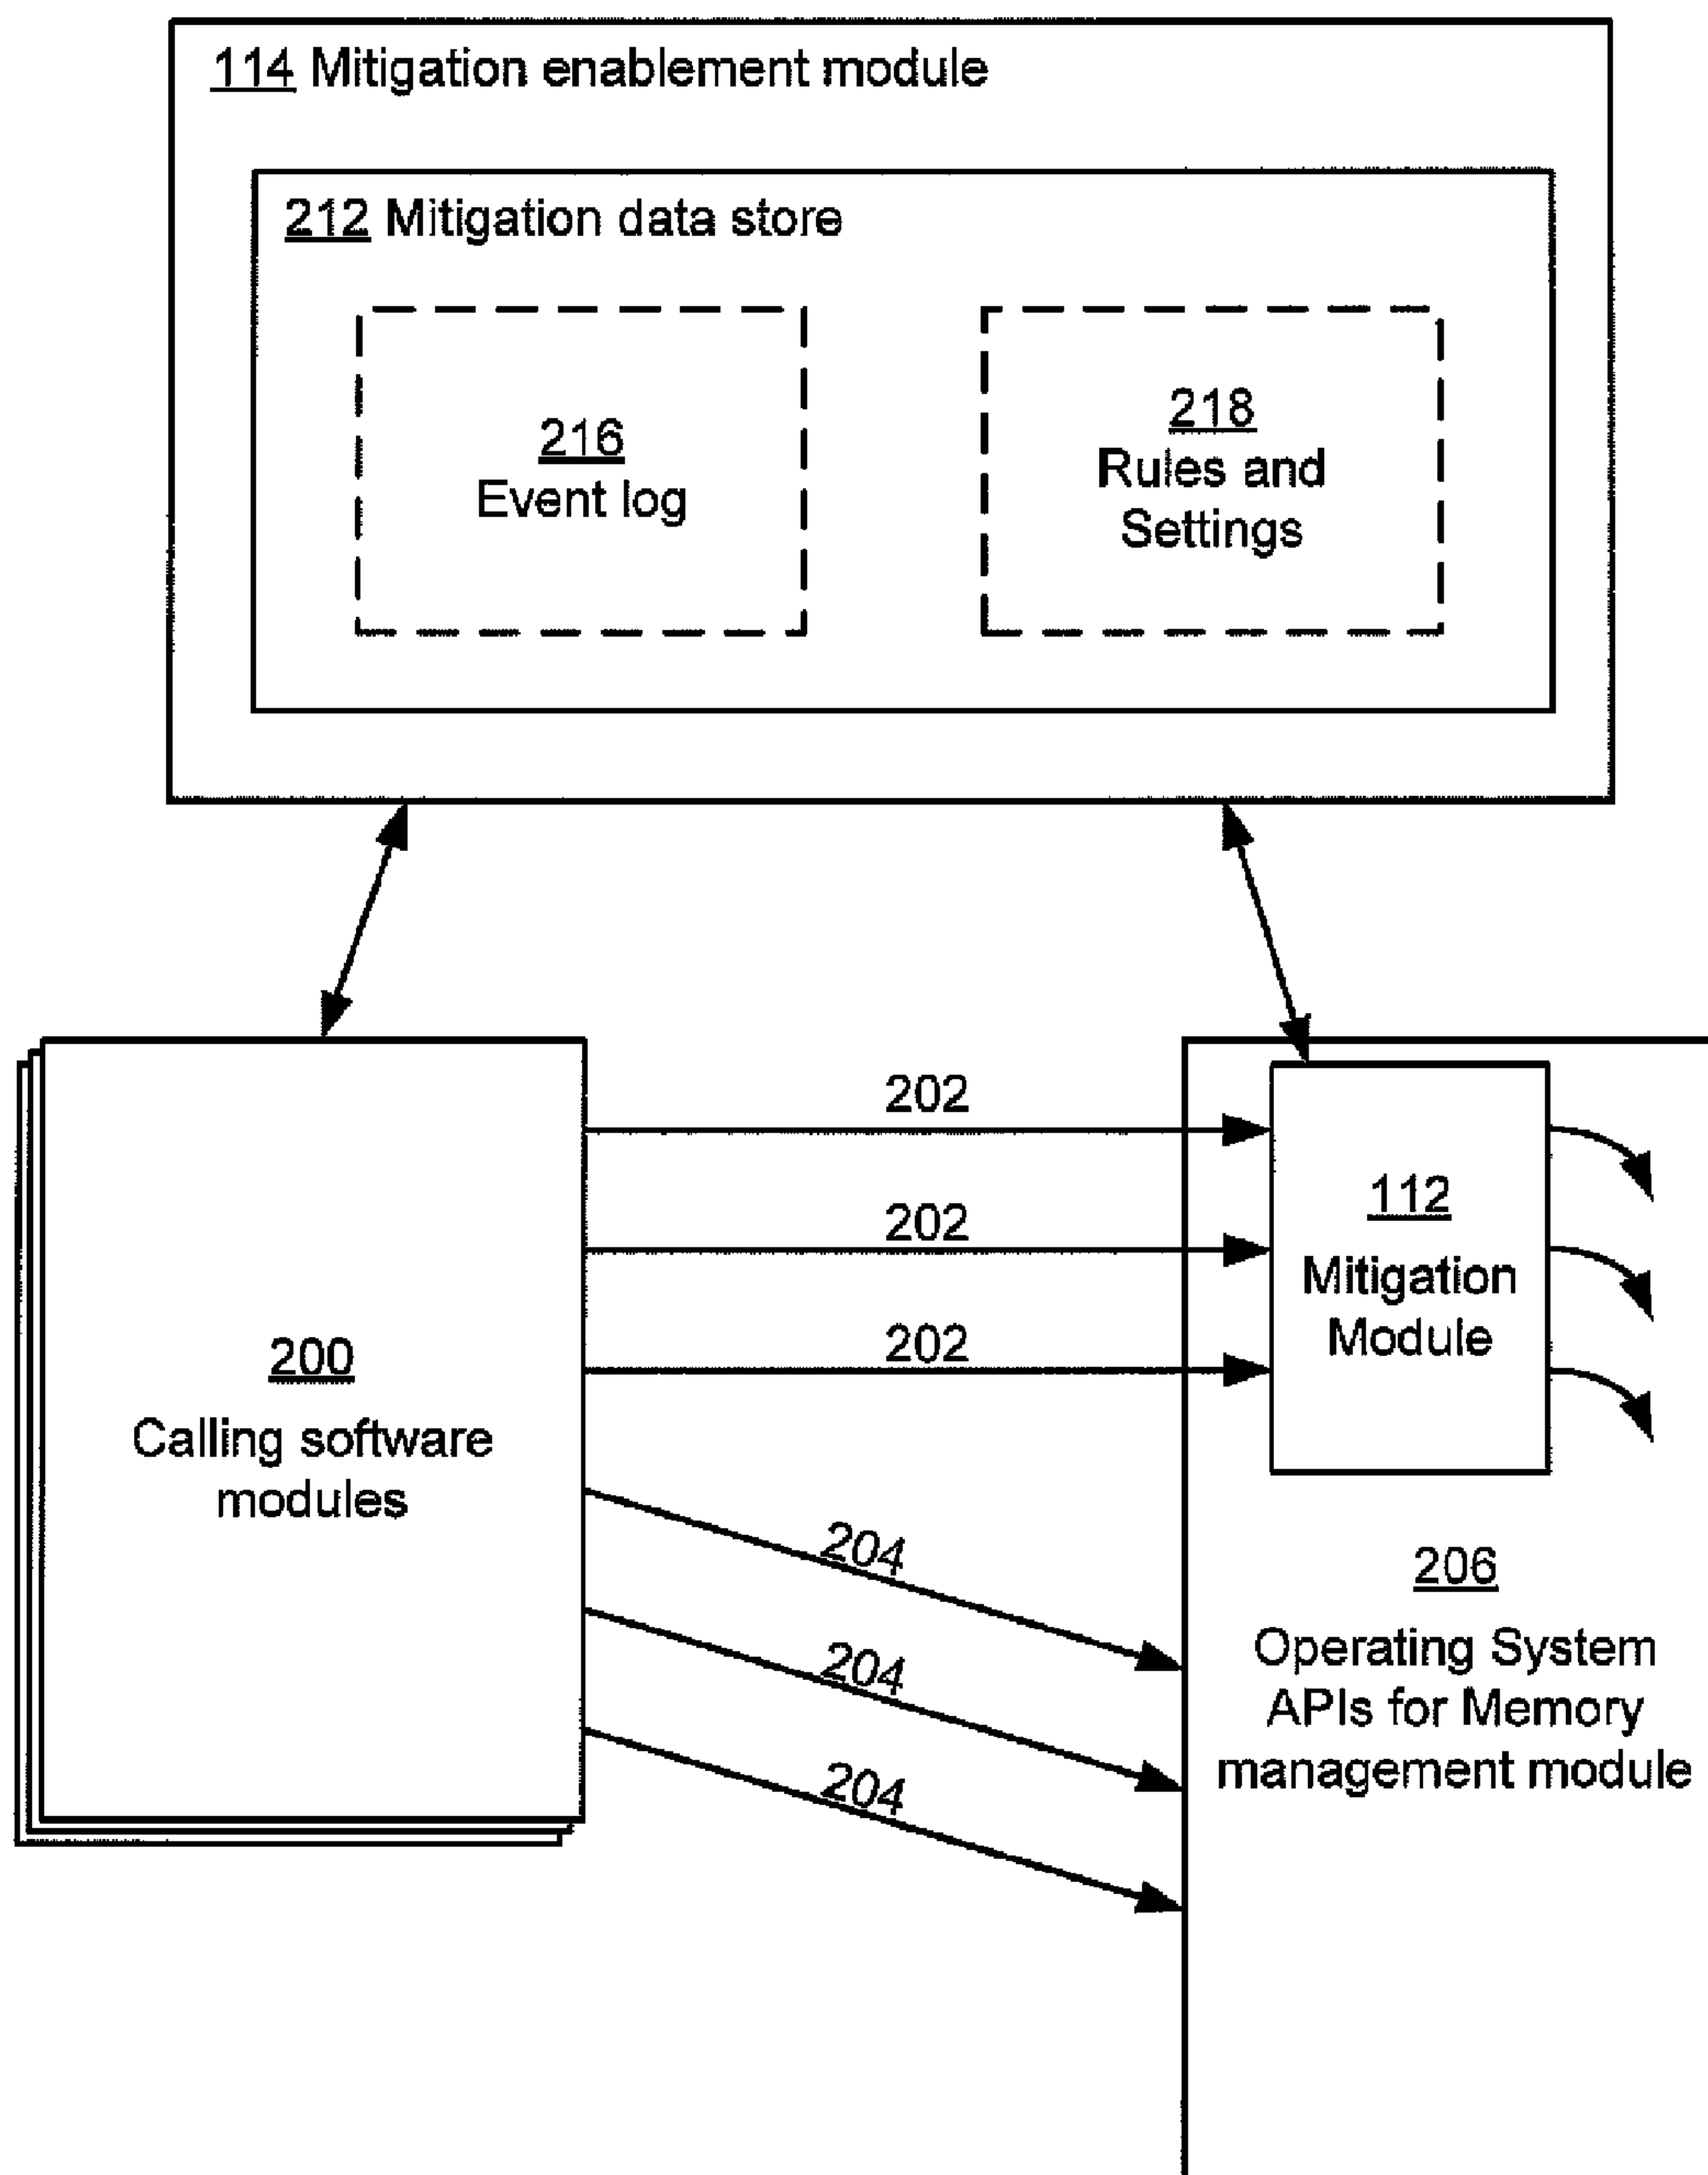 114 Mitigation enablement module
212 Mitigation data store
216
Event log
218
Rules and
Settings
202
202
202
112
Mitigation
Module
200
Calling software
modules
204
204
204
206
Operating System
APIs for Memory
management module